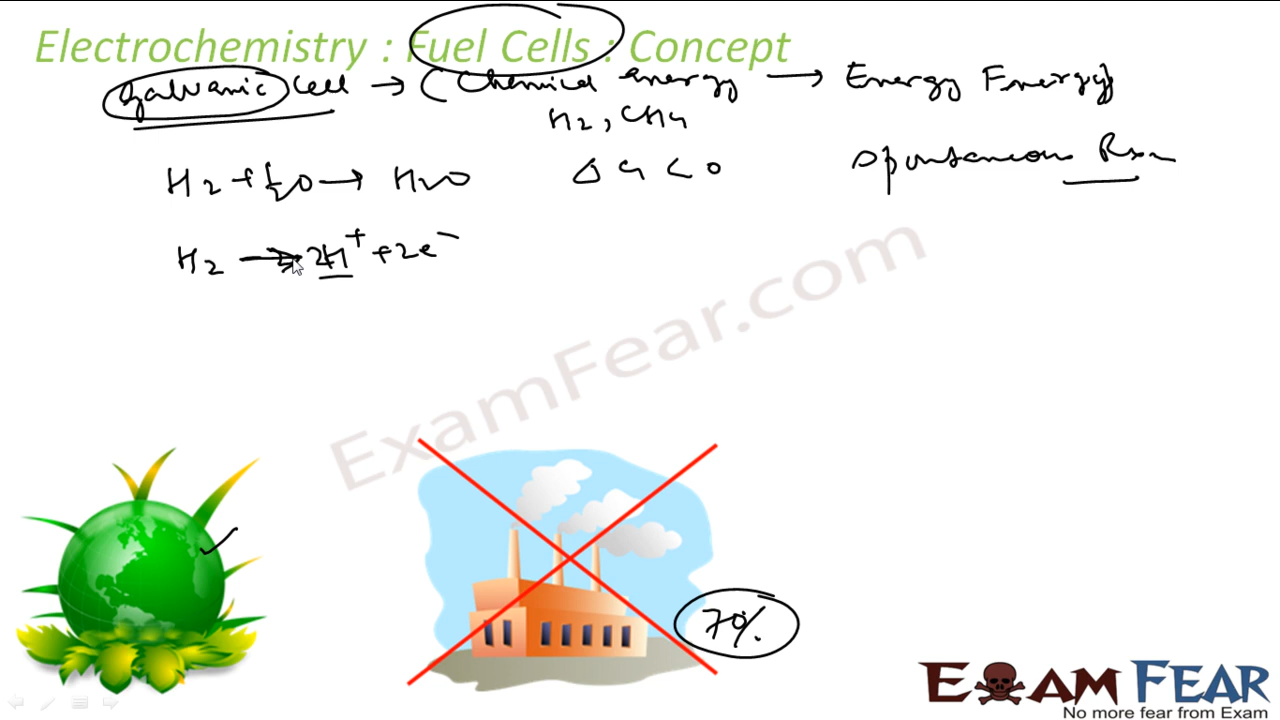 Electrochemistry : Fuel Cells : Concept
Galvanic Cell → ( Chemical energy → Energy Energy)
H2, CH4
H2 + ½O → H2O ΔG < 0 spontaneous Rxn
H2 → 2H+ + 2e-
ExamFear.com
70%
EXAM FEAR
No more fear from Exam